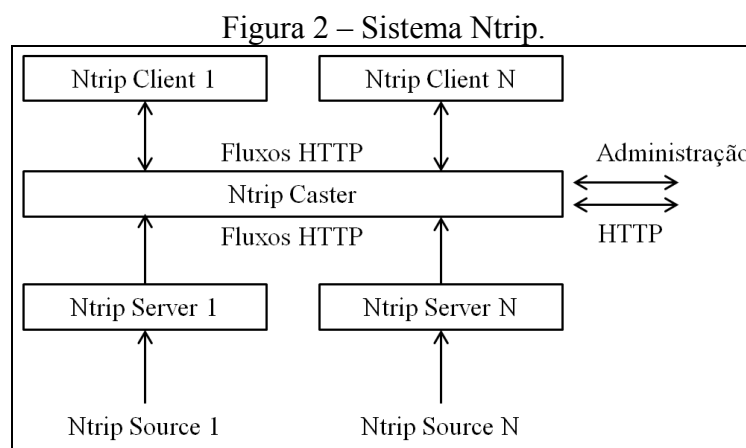 Figura 2 – Sistema Ntrip.
Ntrip Client 1
Ntrip Client N
Fluxos HTTP
Administração
Ntrip Caster
Fluxos HTTP
HTTP
Ntrip Server 1
Ntrip Server N
Ntrip Source 1
Ntrip Source N